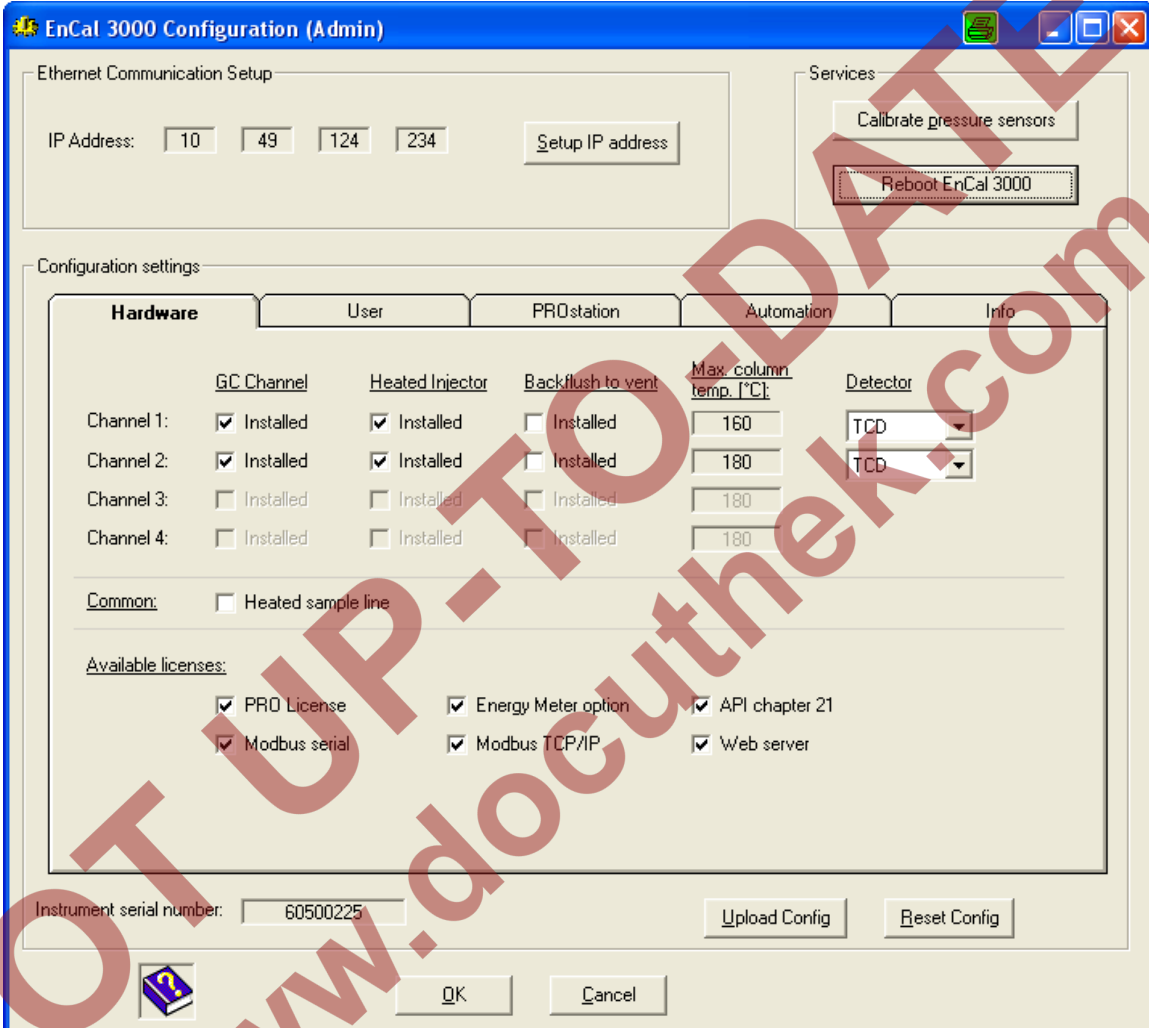 EnCal 3000 Configuration (Admin)
Ethernet Communication Setup
IP Address: 10 49 124 234
Setup IP address
Services
Calibrate pressure sensors
Reboot EnCal 3000
Configuration settings
Hardware User PROstation Automation Info
GC Channel Heated Injector Backflush to vent Max. column temp. [°C]: Detector
Channel 1: Installed Installed Installed 160 TCD
Channel 2: Installed Installed Installed 180 TCD
Channel 3: Installed Installed Installed 180
Channel 4: Installed Installed Installed 180
Common: Heated sample line
Available licenses:
PRO License Energy Meter option API chapter 21
Modbus serial Modbus TCP/IP Web server
Instrument serial number: 60500225
Upload Config Reset Config
OK Cancel
OT UP-TO-DATE
w.docuthek.com